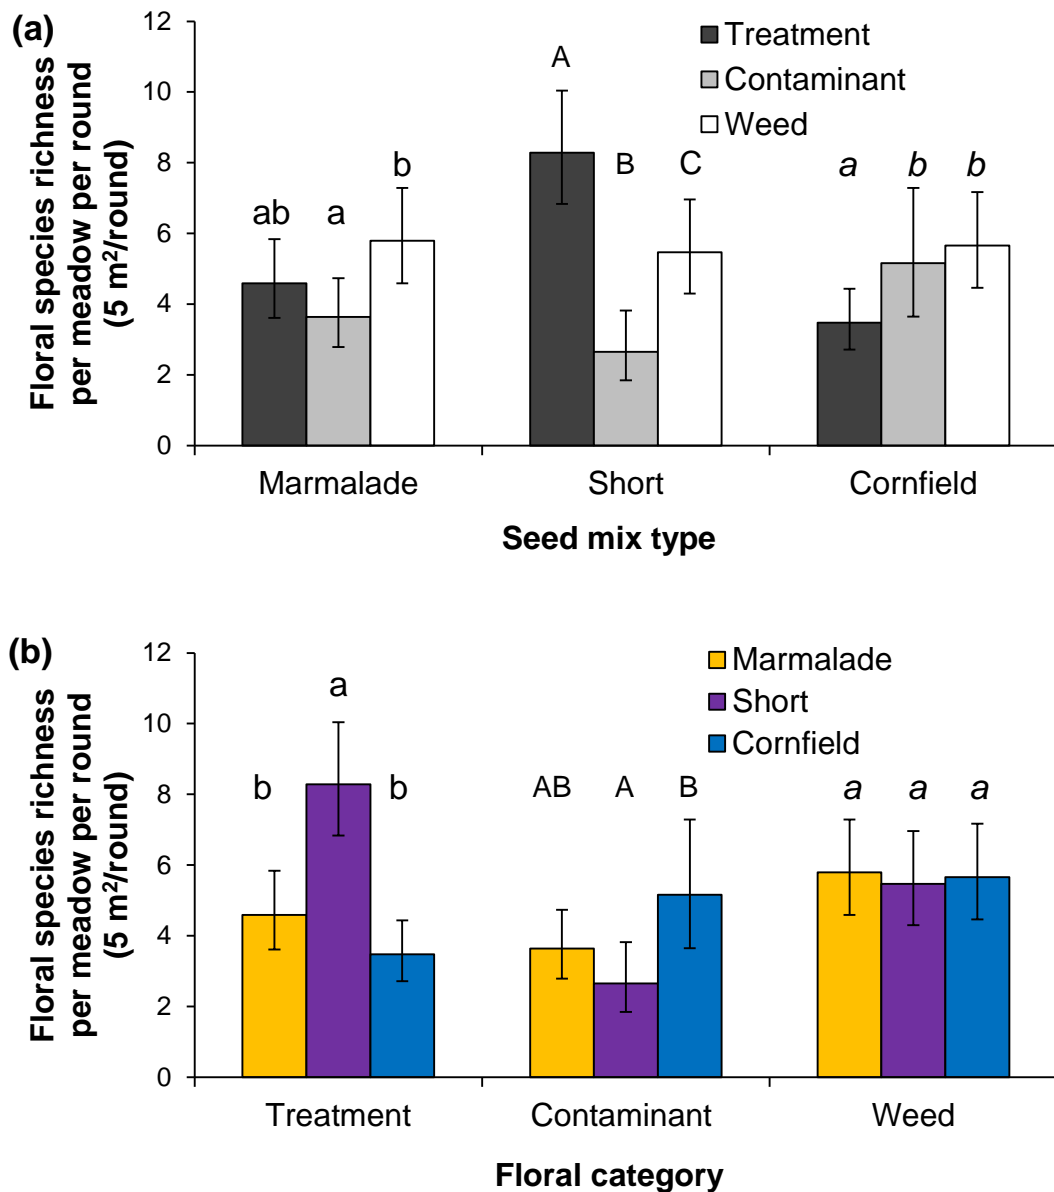 (a)
Floral species richness
per meadow per round
(5 m²/round)
12
10
8
6
4
2
0
Treatment
Contaminant
Weed
ab
a
b
A
B
C
a
b
b
Marmalade
Short
Cornfield
Seed mix type
(b)
Floral species richness
per meadow per round
(5 m²/round)
12
10
8
6
4
2
0
Marmalade
Short
Cornfield
b
a
b
AB
A
B
a
a
a
Treatment
Contaminant
Weed
Floral category